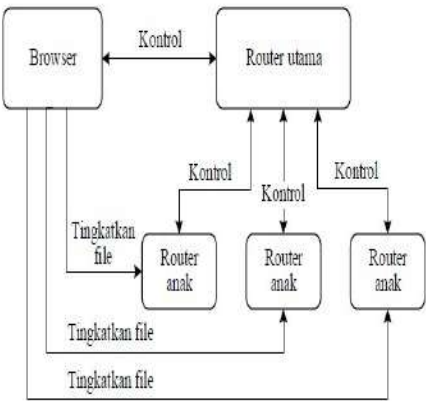 Browser
Kontrol
Router utama
Kontrol
Kontrol
Kontrol
Tingkatkan
file
Router
anak
Router
anak
Router
anak
Tingkatkan file
Tingkatkan file